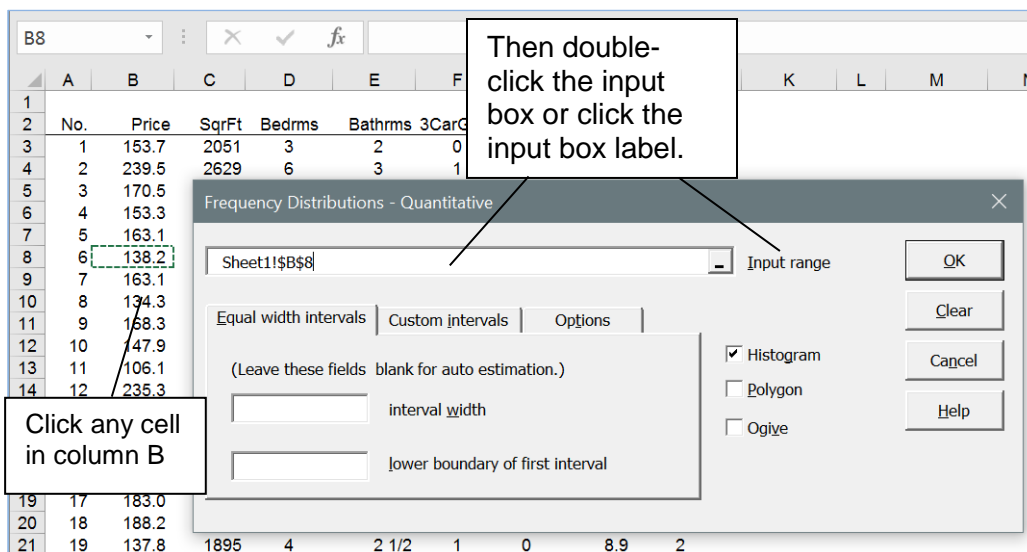 B8 fx
Then double-
click the input
box or click the
input box label.
A B C D E F K L M
1
2 No. Price SqrFt Bedrms Bathrms
3 1 153.7 2051 3 2 0
4 2 239.5 2629 6 3 1
5 3 170.5
6 4 153.3
7 5 163.1
8 6 138.2
9 7 163.1
10 8 134.3
11 9 168.3
12 10 147.9
13 11 106.1
14 12 235.3
Frequency Distributions - Quantitative
Sheet1!$B$8 Input range
OK
Clear
Cancel
Help
Equal width intervals Custom intervals Options
(Leave these fields blank for auto estimation.)
interval width
lower boundary of first interval
Histogram
Polygon
Ogive
Click any cell
in column B
19 17 183.0
20 18 188.2
21 19 137.8 1895 4 2 1/2 1 0 8.9 2